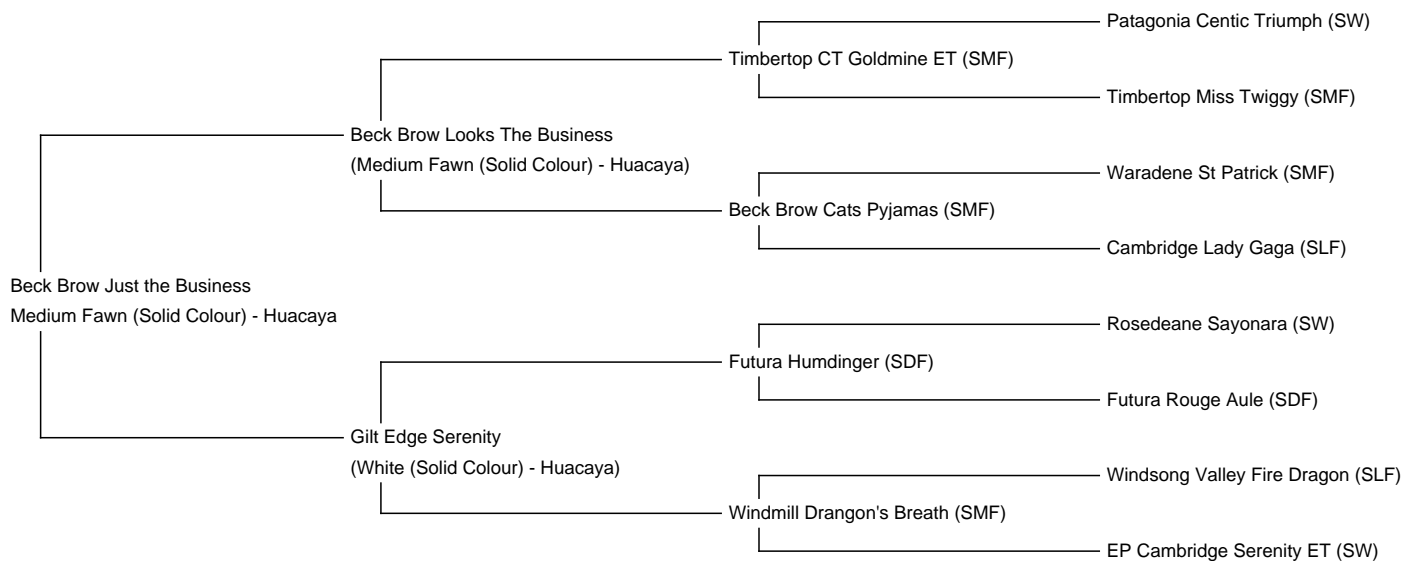 Patagonia Centic Triumph (SW)
Timbertop CT Goldmine ET (SMF)
Timbertop Miss Twiggy (SMF)
Beck Brow Looks The Business
(Medium Fawn (Solid Colour) - Huacaya)
Waradene St Patrick (SMF)
Beck Brow Cats Pyjamas (SMF)
Cambridge Lady Gaga (SLF)
Beck Brow Just the Business
Medium Fawn (Solid Colour) - Huacaya
Rosedeane Sayonara (SW)
Futura Humdinger (SDF)
Futura Rouge Aule (SDF)
Gilt Edge Serenity
(White (Solid Colour) - Huacaya)
Windsong Valley Fire Dragon (SLF)
Windmill Drangon's Breath (SMF)
EP Cambridge Serenity ET (SW)